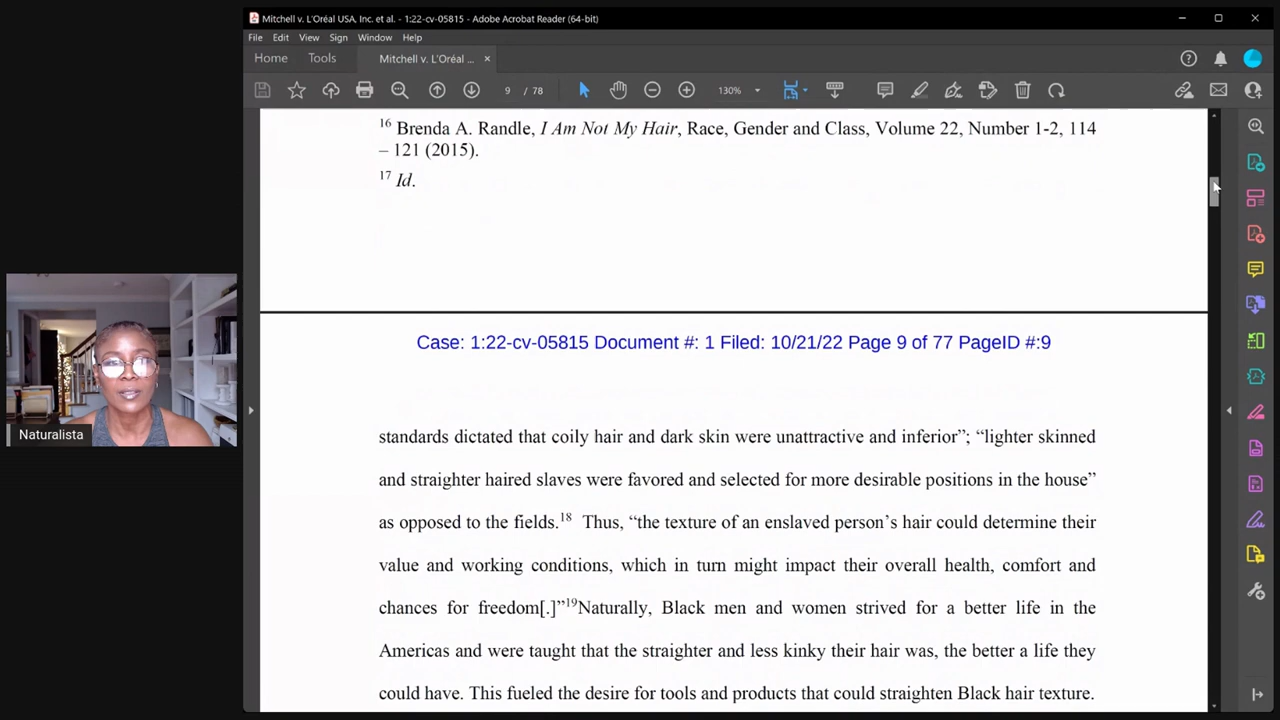 Mitchell v. L'Oréal USA, Inc. et al. - 1:22-cv-05815 - Adobe Acrobat Reader (64-bit)
File Edit View Sign Window Help
Home Tools Mitchell v. L'Oréal ... ×
9 / 78 130%
16 Brenda A. Randle, I Am Not My Hair, Race, Gender and Class, Volume 22, Number 1-2, 114
– 121 (2015).
17 Id.
Case: 1:22-cv-05815 Document #: 1 Filed: 10/21/22 Page 9 of 77 PageID #:9
standards dictated that coily hair and dark skin were unattractive and inferior”; “lighter skinned
and straighter haired slaves were favored and selected for more desirable positions in the house”
as opposed to the fields.18 Thus, “the texture of an enslaved person’s hair could determine their
value and working conditions, which in turn might impact their overall health, comfort and
chances for freedom[.]”19Naturally, Black men and women strived for a better life in the
Americas and were taught that the straighter and less kinky their hair was, the better a life they
could have. This fueled the desire for tools and products that could straighten Black hair texture.
Naturalista